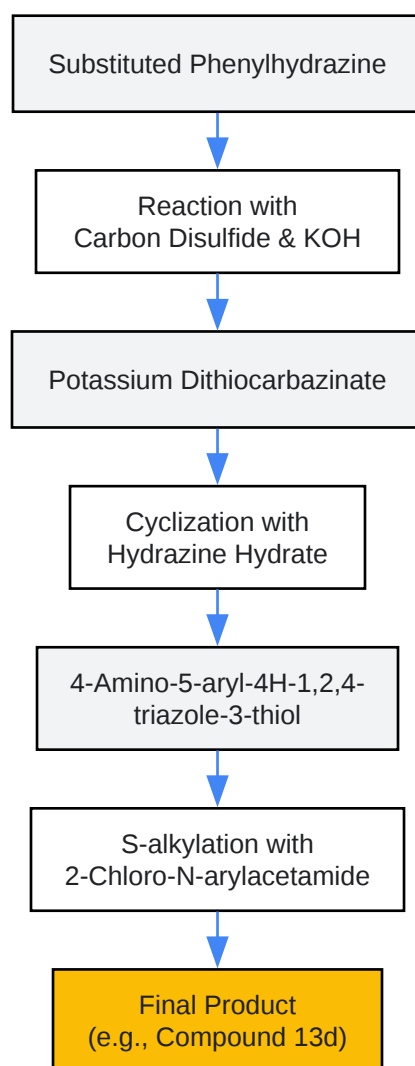 Substituted Phenylhydrazine
Reaction with
Carbon Disulfide & KOH
Potassium Dithiocarbazinate
Cyclization with
Hydrazine Hydrate
4-Amino-5-aryl-4H-1,2,4-
triazole-3-thiol
S-alkylation with
2-Chloro-N-arylacetamide
Final Product
(e.g., Compound 13d)